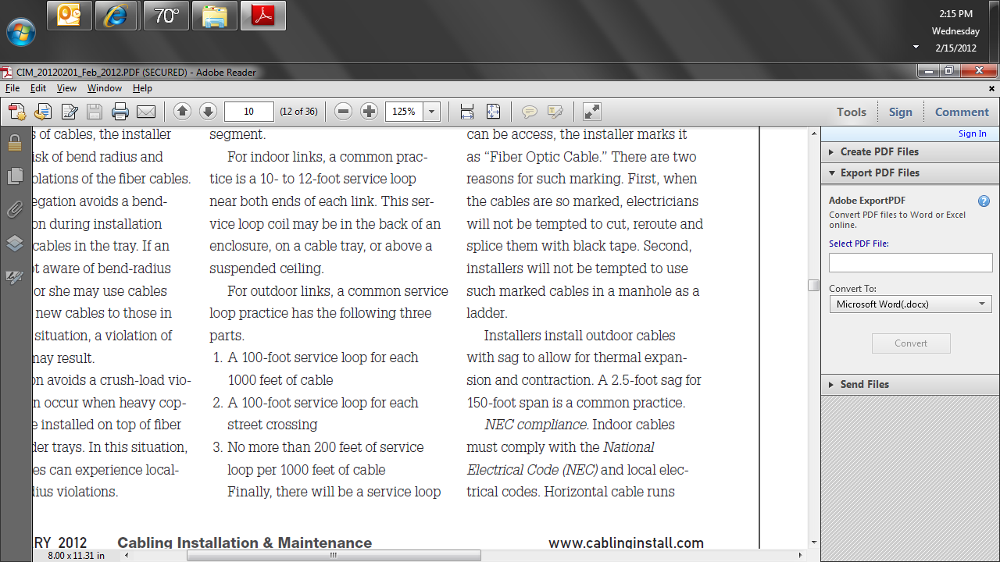 70°
2:15 PM
Wednesday
2/15/2012
CIM_20120201_Feb_2012.PDF (SECURED) - Adobe Reader
File Edit View Window Help
10 (12 of 36) 125% Tools Sign Comment
s of cables, the installer
isk of bend radius and
olations of the fiber cables.
egation avoids a bend-
on during installation
cables in the tray. If an
t aware of bend-radius
or she may use cables
new cables to those in
situation, a violation of
may result.
on avoids a crush-load vio-
n occur when heavy cop-
e installed on top of fiber
der trays. In this situation,
es can experience local-
dius violations.
segment.
For indoor links, a common prac-
tice is a 10- to 12-foot service loop
near both ends of each link. This ser-
vice loop coil may be in the back of an
enclosure, on a cable tray, or above a
suspended ceiling.
For outdoor links, a common service
loop practice has the following three
parts.
1. A 100-foot service loop for each
1000 feet of cable
2. A 100-foot service loop for each
street crossing
3. No more than 200 feet of service
loop per 1000 feet of cable
Finally, there will be a service loop
can be access, the installer marks it
as “Fiber Optic Cable.” There are two
reasons for such marking. First, when
the cables are so marked, electricians
will not be tempted to cut, reroute and
splice them with black tape. Second,
installers will not be tempted to use
such marked cables in a manhole as a
ladder.
Installers install outdoor cables
with sag to allow for thermal expan-
sion and contraction. A 2.5-foot sag for
150-foot span is a common practice.
NEC compliance. Indoor cables
must comply with the National
Electrical Code (NEC) and local elec-
trical codes. Horizontal cable runs
RY 2012 Cabling Installation & Maintenance www.cablinginstall.com
8.00 x 11.31 in
Sign In
Create PDF Files
Export PDF Files
Adobe ExportPDF
Convert PDF files to Word or Excel
online.
Select PDF File:
Convert To:
Microsoft Word(.docx)
Convert
Send Files